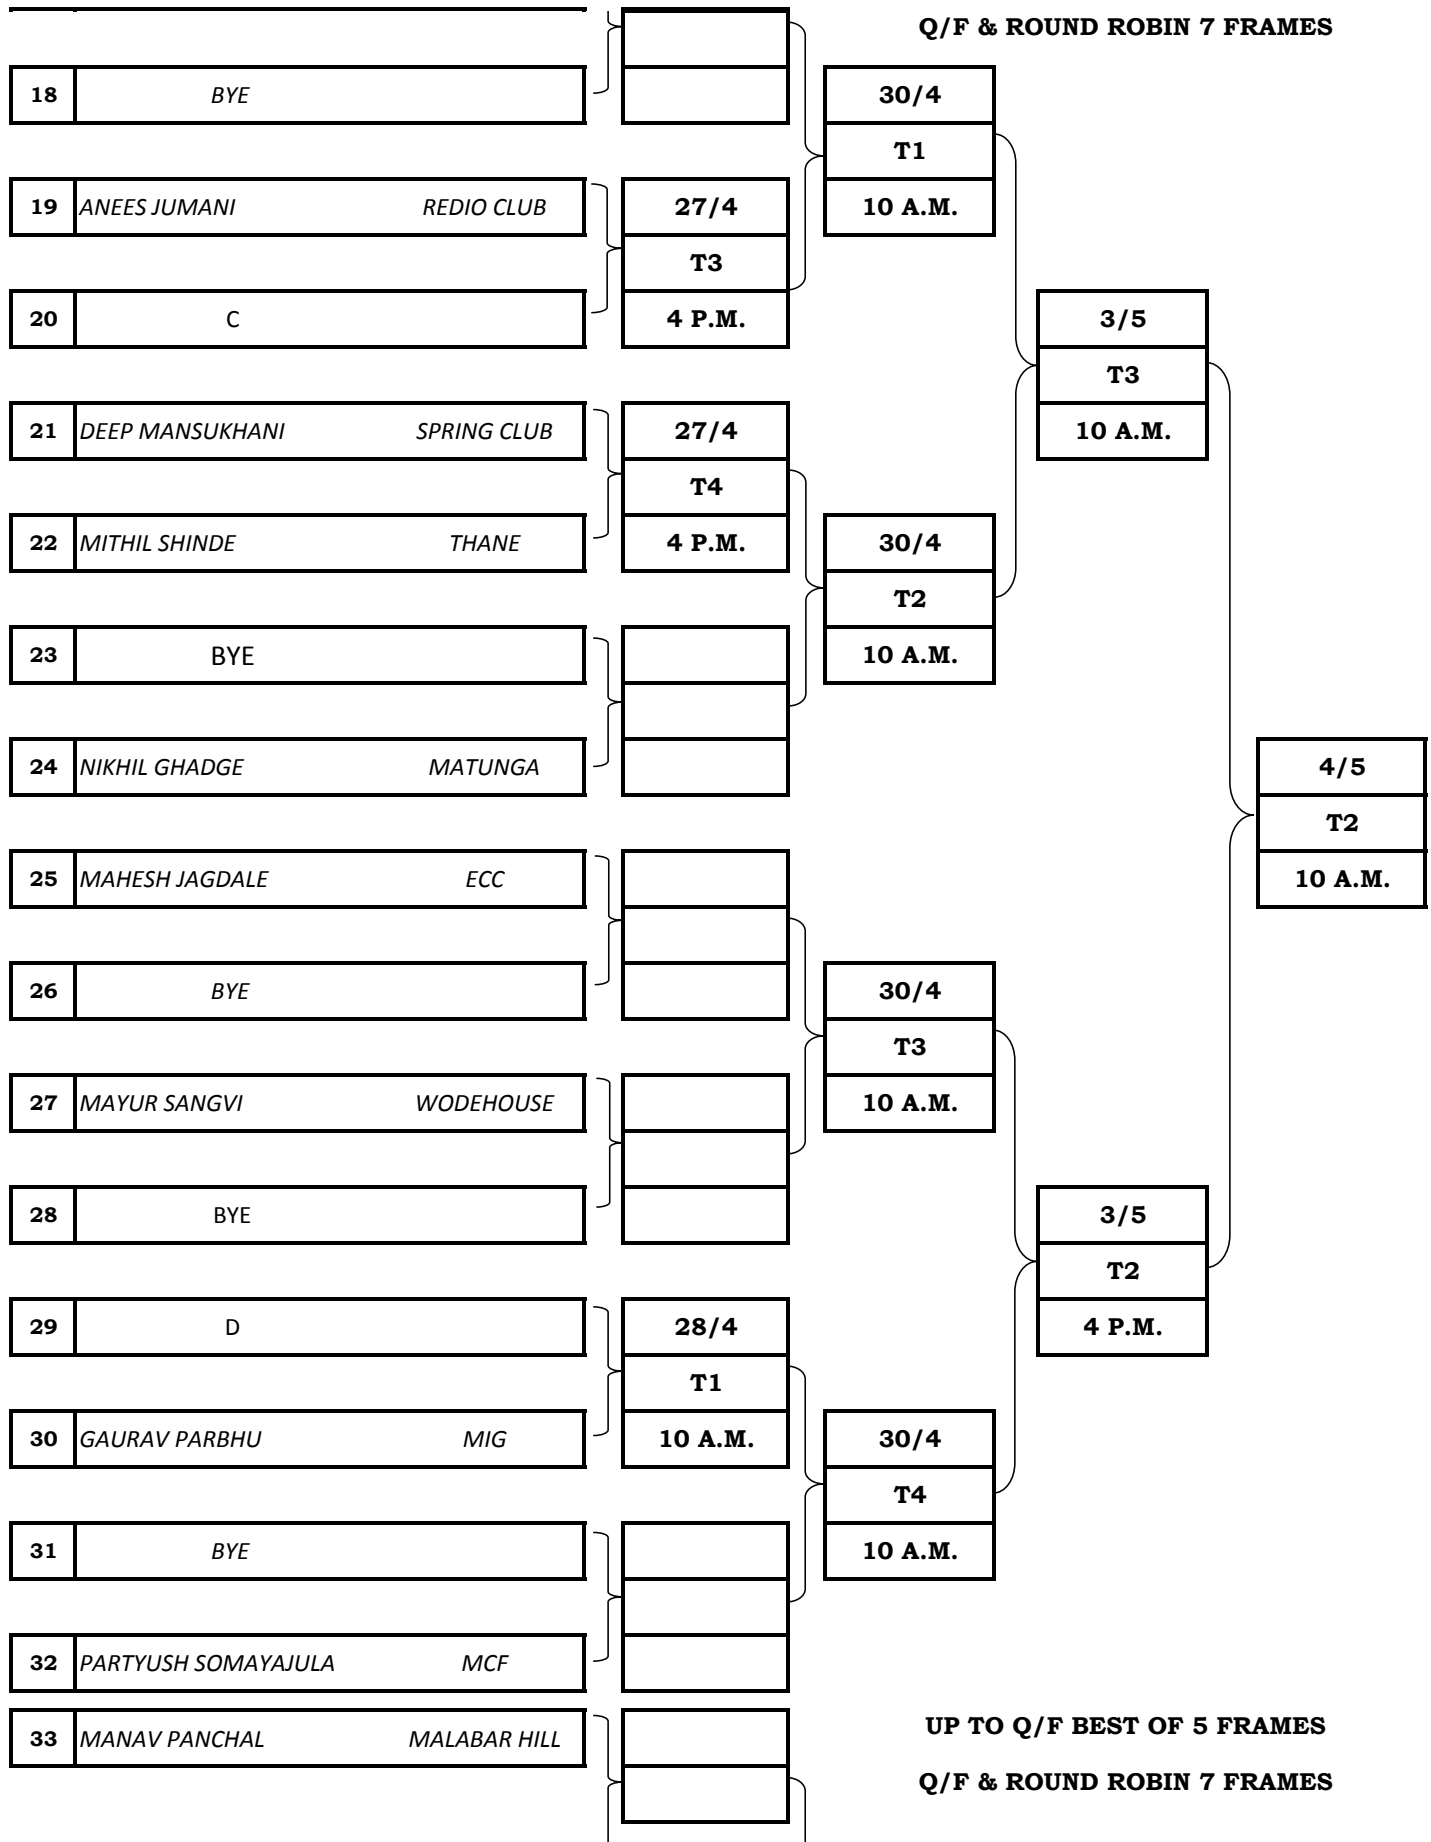 Q/F & ROUND ROBIN 7 FRAMES
18 BYE 30/4
T1
19 ANEES JUMANI REDIO CLUB 27/4 10 A.M.
T3
20 C 4 P.M. 3/5
T3
21 DEEP MANSUKHANI SPRING CLUB 27/4 10 A.M.
T4
22 MITHIL SHINDE THANE 4 P.M. 30/4
T2
23 BYE 10 A.M.
24 NIKHIL GHADGE MATUNGA 4/5
T2
25 MAHESH JAGDALE ECC 10 A.M.
26 BYE 30/4
T3
27 MAYUR SANGVI WODEHOUSE 10 A.M.
28 BYE 3/5
T2
29 D 28/4 4 P.M.
T1
30 GAURAV PARBHU MIG 10 A.M. 30/4
T4
31 BYE 10 A.M.
32 PARTYUSH SOMAYAJULA MCF
33 MANAV PANCHAL MALABAR HILL UP TO Q/F BEST OF 5 FRAMES
Q/F & ROUND ROBIN 7 FRAMES